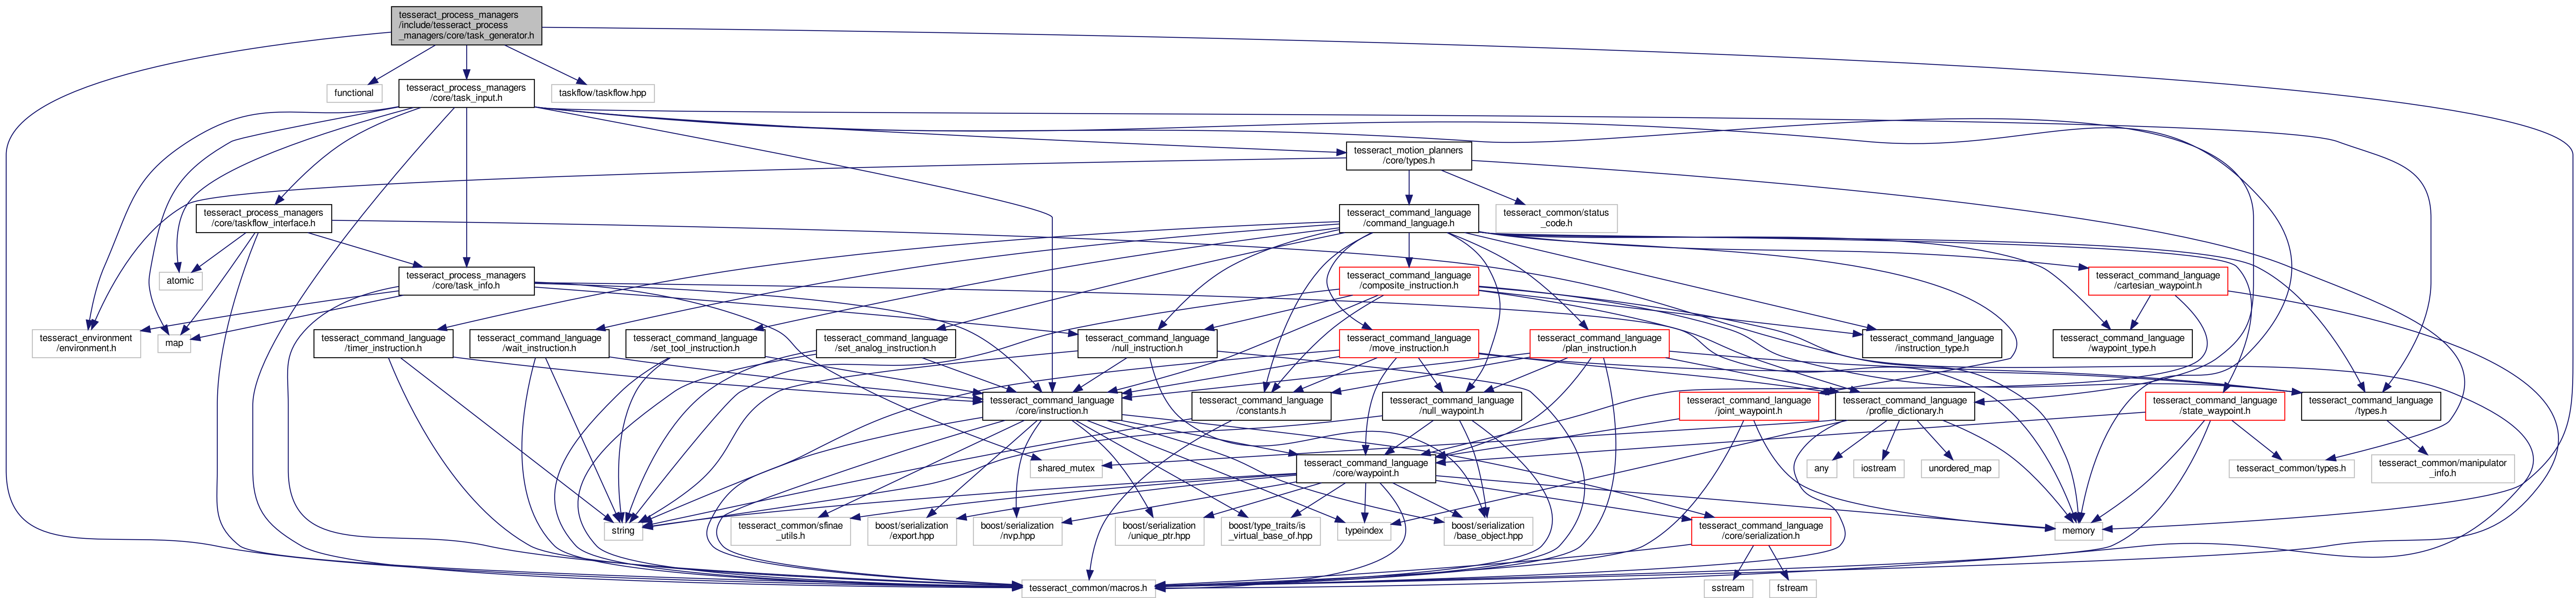 tesseract_process_managers
/include/tesseract_process
_managers/core/task_generator.h
functional
tesseract_process_managers
/core/task_input.h
taskflow/taskflow.hpp
tesseract_motion_planners
/core/types.h
tesseract_process_managers
/core/taskflow_interface.h
tesseract_command_language
/command_language.h
tesseract_common/status
_code.h
atomic
tesseract_process_managers
/core/task_info.h
tesseract_command_language
/composite_instruction.h
tesseract_command_language
/cartesian_waypoint.h
tesseract_environment
/environment.h
map
tesseract_command_language
/timer_instruction.h
tesseract_command_language
/wait_instruction.h
tesseract_command_language
/set_tool_instruction.h
tesseract_command_language
/set_analog_instruction.h
tesseract_command_language
/null_instruction.h
tesseract_command_language
/move_instruction.h
tesseract_command_language
/plan_instruction.h
tesseract_command_language
/instruction_type.h
tesseract_command_language
/waypoint_type.h
tesseract_command_language
/core/instruction.h
tesseract_command_language
/constants.h
tesseract_command_language
/null_waypoint.h
tesseract_command_language
/joint_waypoint.h
tesseract_command_language
/profile_dictionary.h
tesseract_command_language
/state_waypoint.h
tesseract_command_language
/types.h
shared_mutex
tesseract_command_language
/core/waypoint.h
any
iostream
unordered_map
tesseract_common/types.h
tesseract_common/manipulator
_info.h
string
tesseract_common/sfinae
_utils.h
boost/serialization
/export.hpp
boost/serialization
/nvp.hpp
boost/serialization
/unique_ptr.hpp
boost/type_traits/is
_virtual_base_of.hpp
typeindex
boost/serialization
/base_object.hpp
tesseract_command_language
/core/serialization.h
memory
tesseract_common/macros.h
sstream
fstream